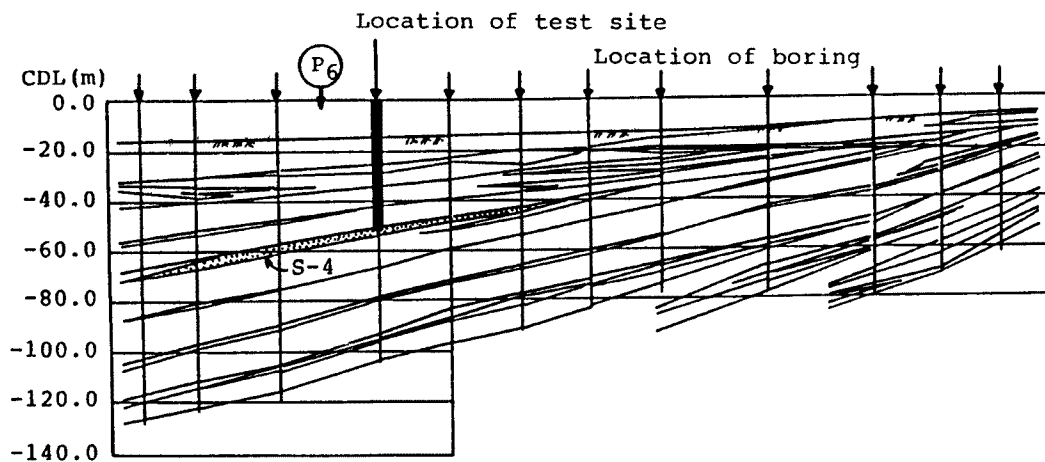 Location of test site
P6
Location of boring
CDL(m)
0.0
-20.0
-40.0
-60.0
S-4
-80.0
-100.0
-120.0
-140.0